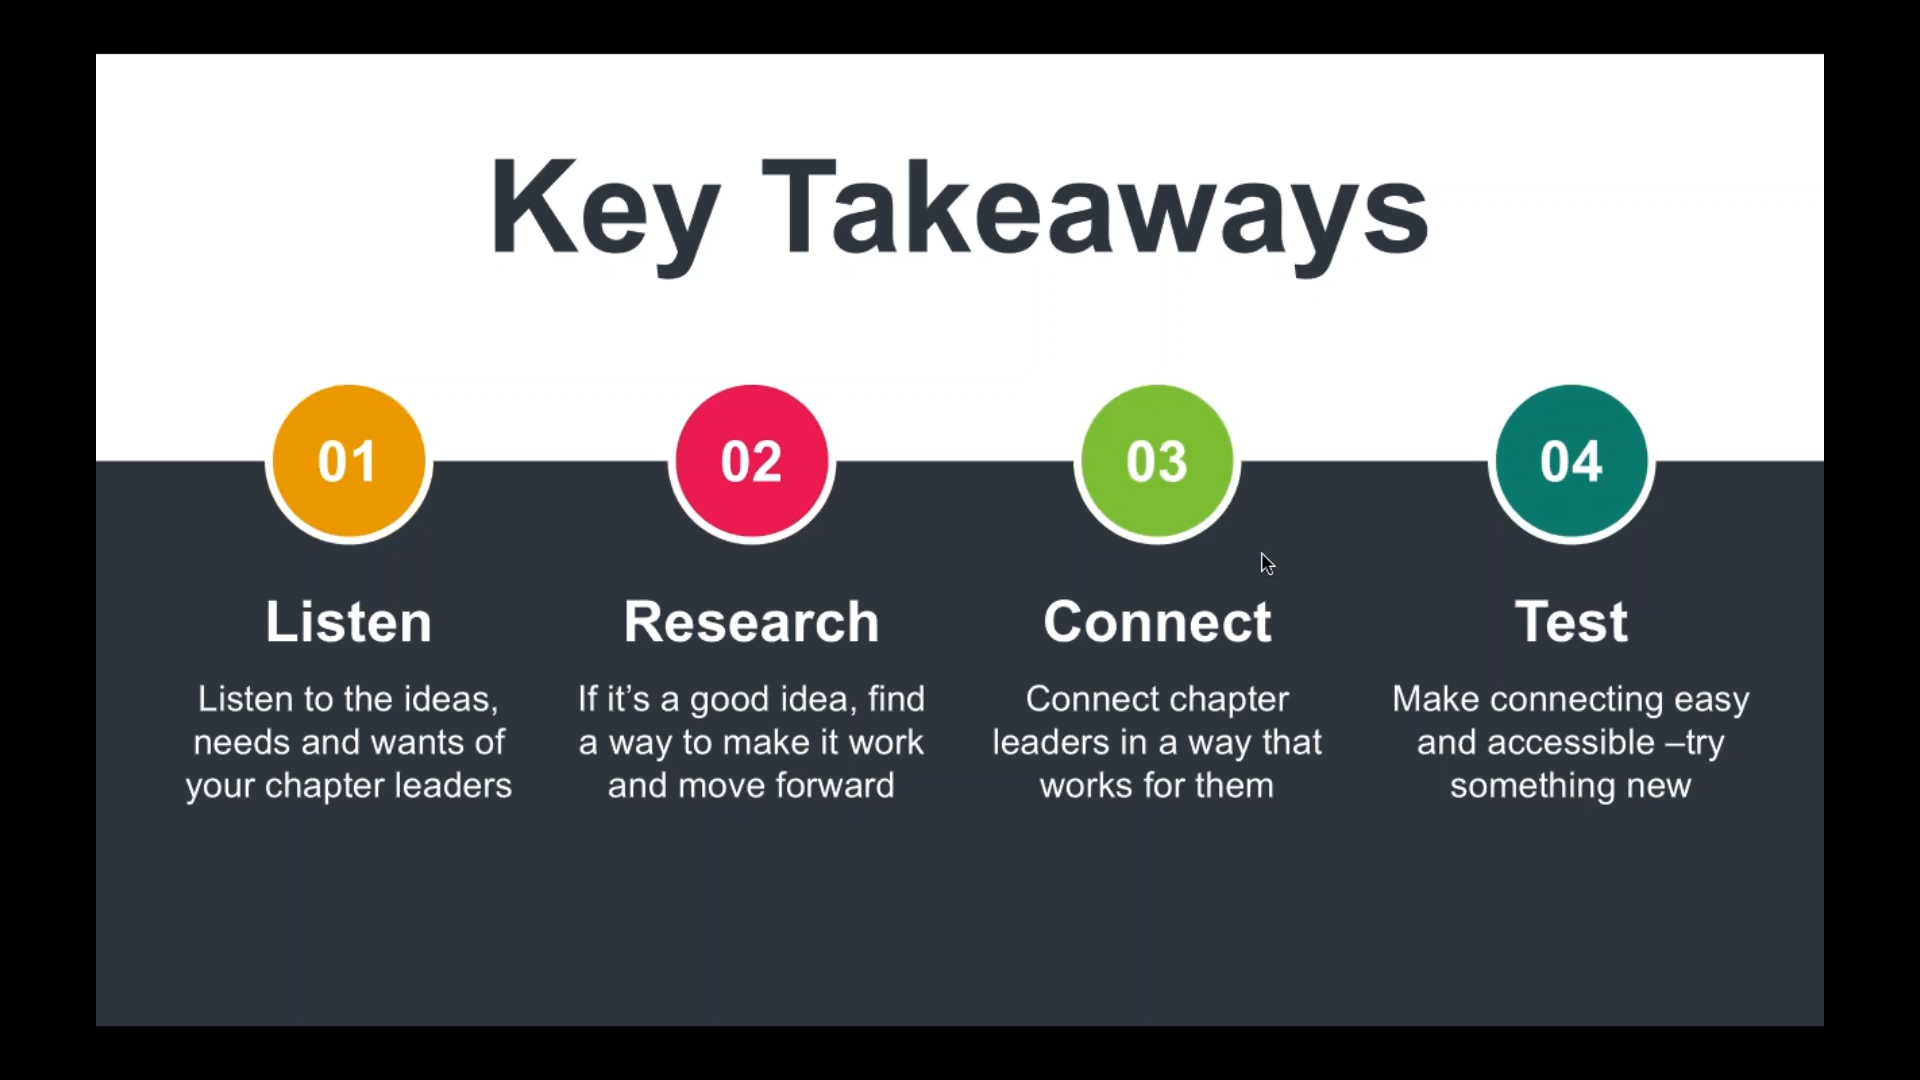 Key Takeaways
01
Listen
Listen to the ideas,
needs and wants of
your chapter leaders
02
Research
If it’s a good idea, find
a way to make it work
and move forward
03
Connect
Connect chapter
leaders in a way that
works for them
04
Test
Make connecting easy
and accessible –try
something new